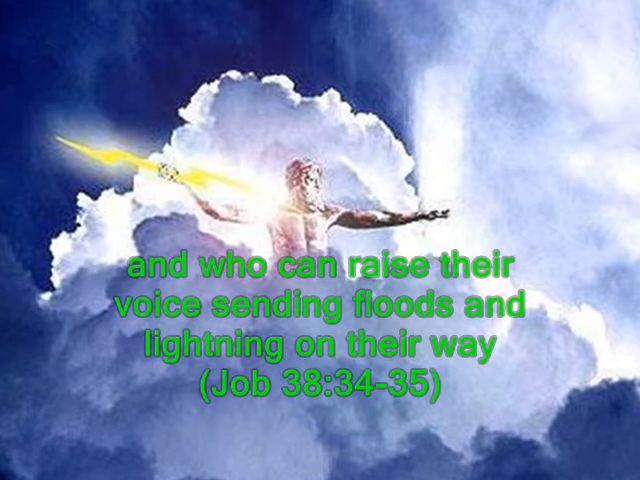 and who can raise their
voice sending floods and
lightning on their way
(Job 38:34-35)